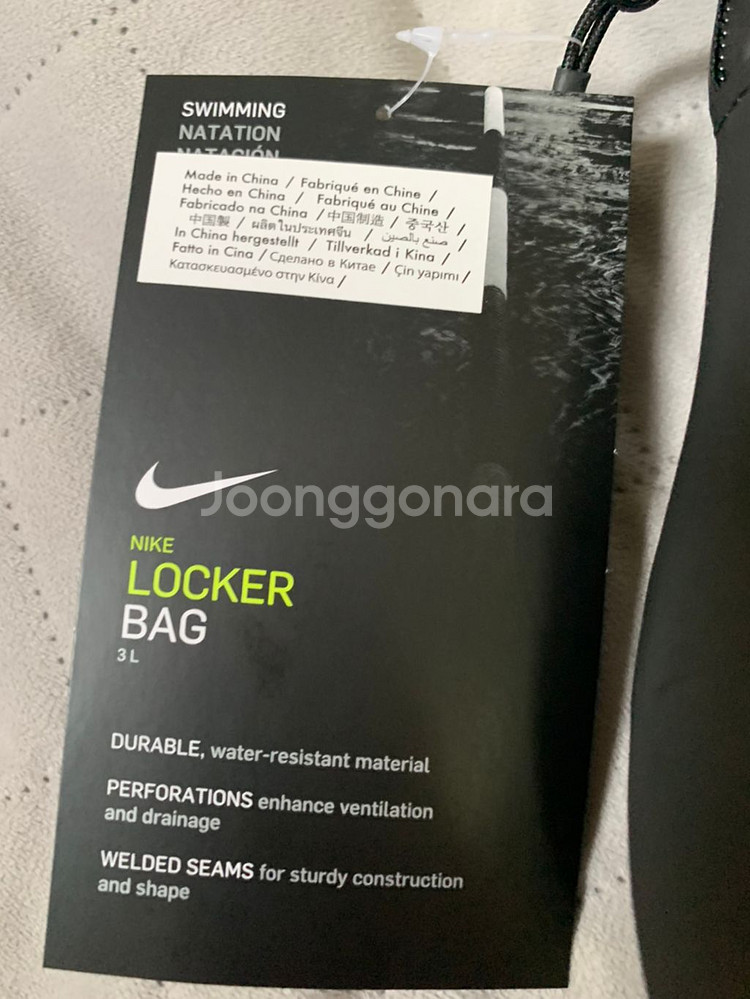 SWIMMING
NATATION
NATACIÓN
Made in China / Fabriqué en Chine /
Hecho en China / Fabriqué au Chine /
Fabricado na China / 中国制造 / 중국산 /
中国製 / ผลิตในประเทศจีน / صنع بالصين /
In China hergestellt / Tillverkad i Kina /
Fatto in Cina / Сделано в Китае / Çin yapımı /
Κατασκευασμένο στην Κίνα /
Joonggonara
NIKE
LOCKER
BAG
3 L
DURABLE, water-resistant material
PERFORATIONS enhance ventilation
and drainage
WELDED SEAMS for sturdy construction
and shape